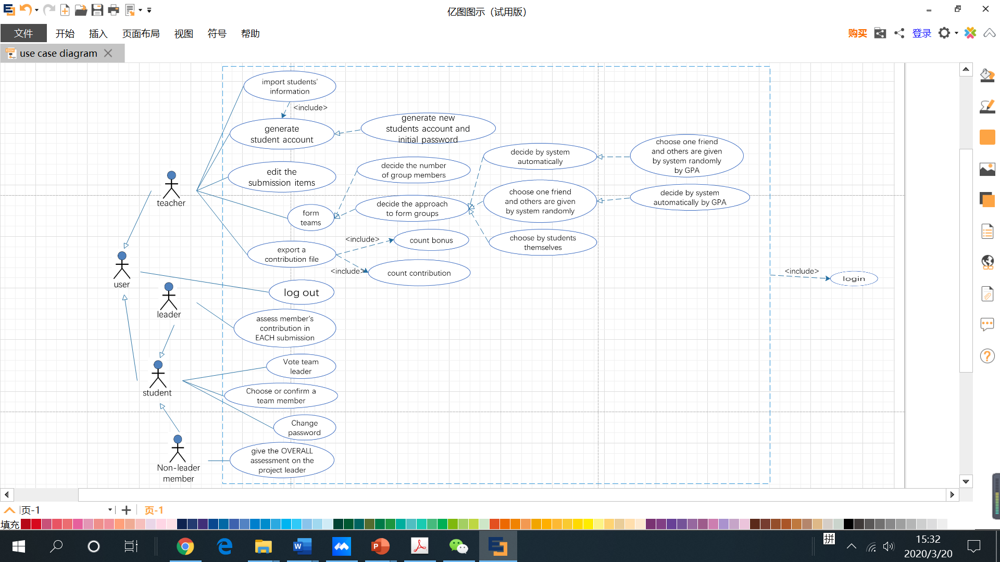 亿图图示（试用版）
文件 开始 插入 页面布局 视图 符号 帮助
购买 登录
use case diagram
import students'
information
<include>
generate
student account
generate new
students account and
initial password
edit the
submission items
decide the number
of group members
decide by system
automatically
choose one friend
and others are given
by system randomly
by GPA
teacher
form
teams
decide the approach
to form groups
choose one friend
and others are given
by system randomly
decide by system
automatically by GPA
export a
contribution file
<include>
count bonus
choose by students
themselves
<include>
count contribution
<include>
login
user
log out
leader
assess member's
contribution in
EACH submission
Vote team
leader
student
Choose or confirm a
team member
Change
password
Non-leader
member
give the OVERALL
assessment on the
project leader
页-1
页-1
填充
拼
15:32
2020/3/20